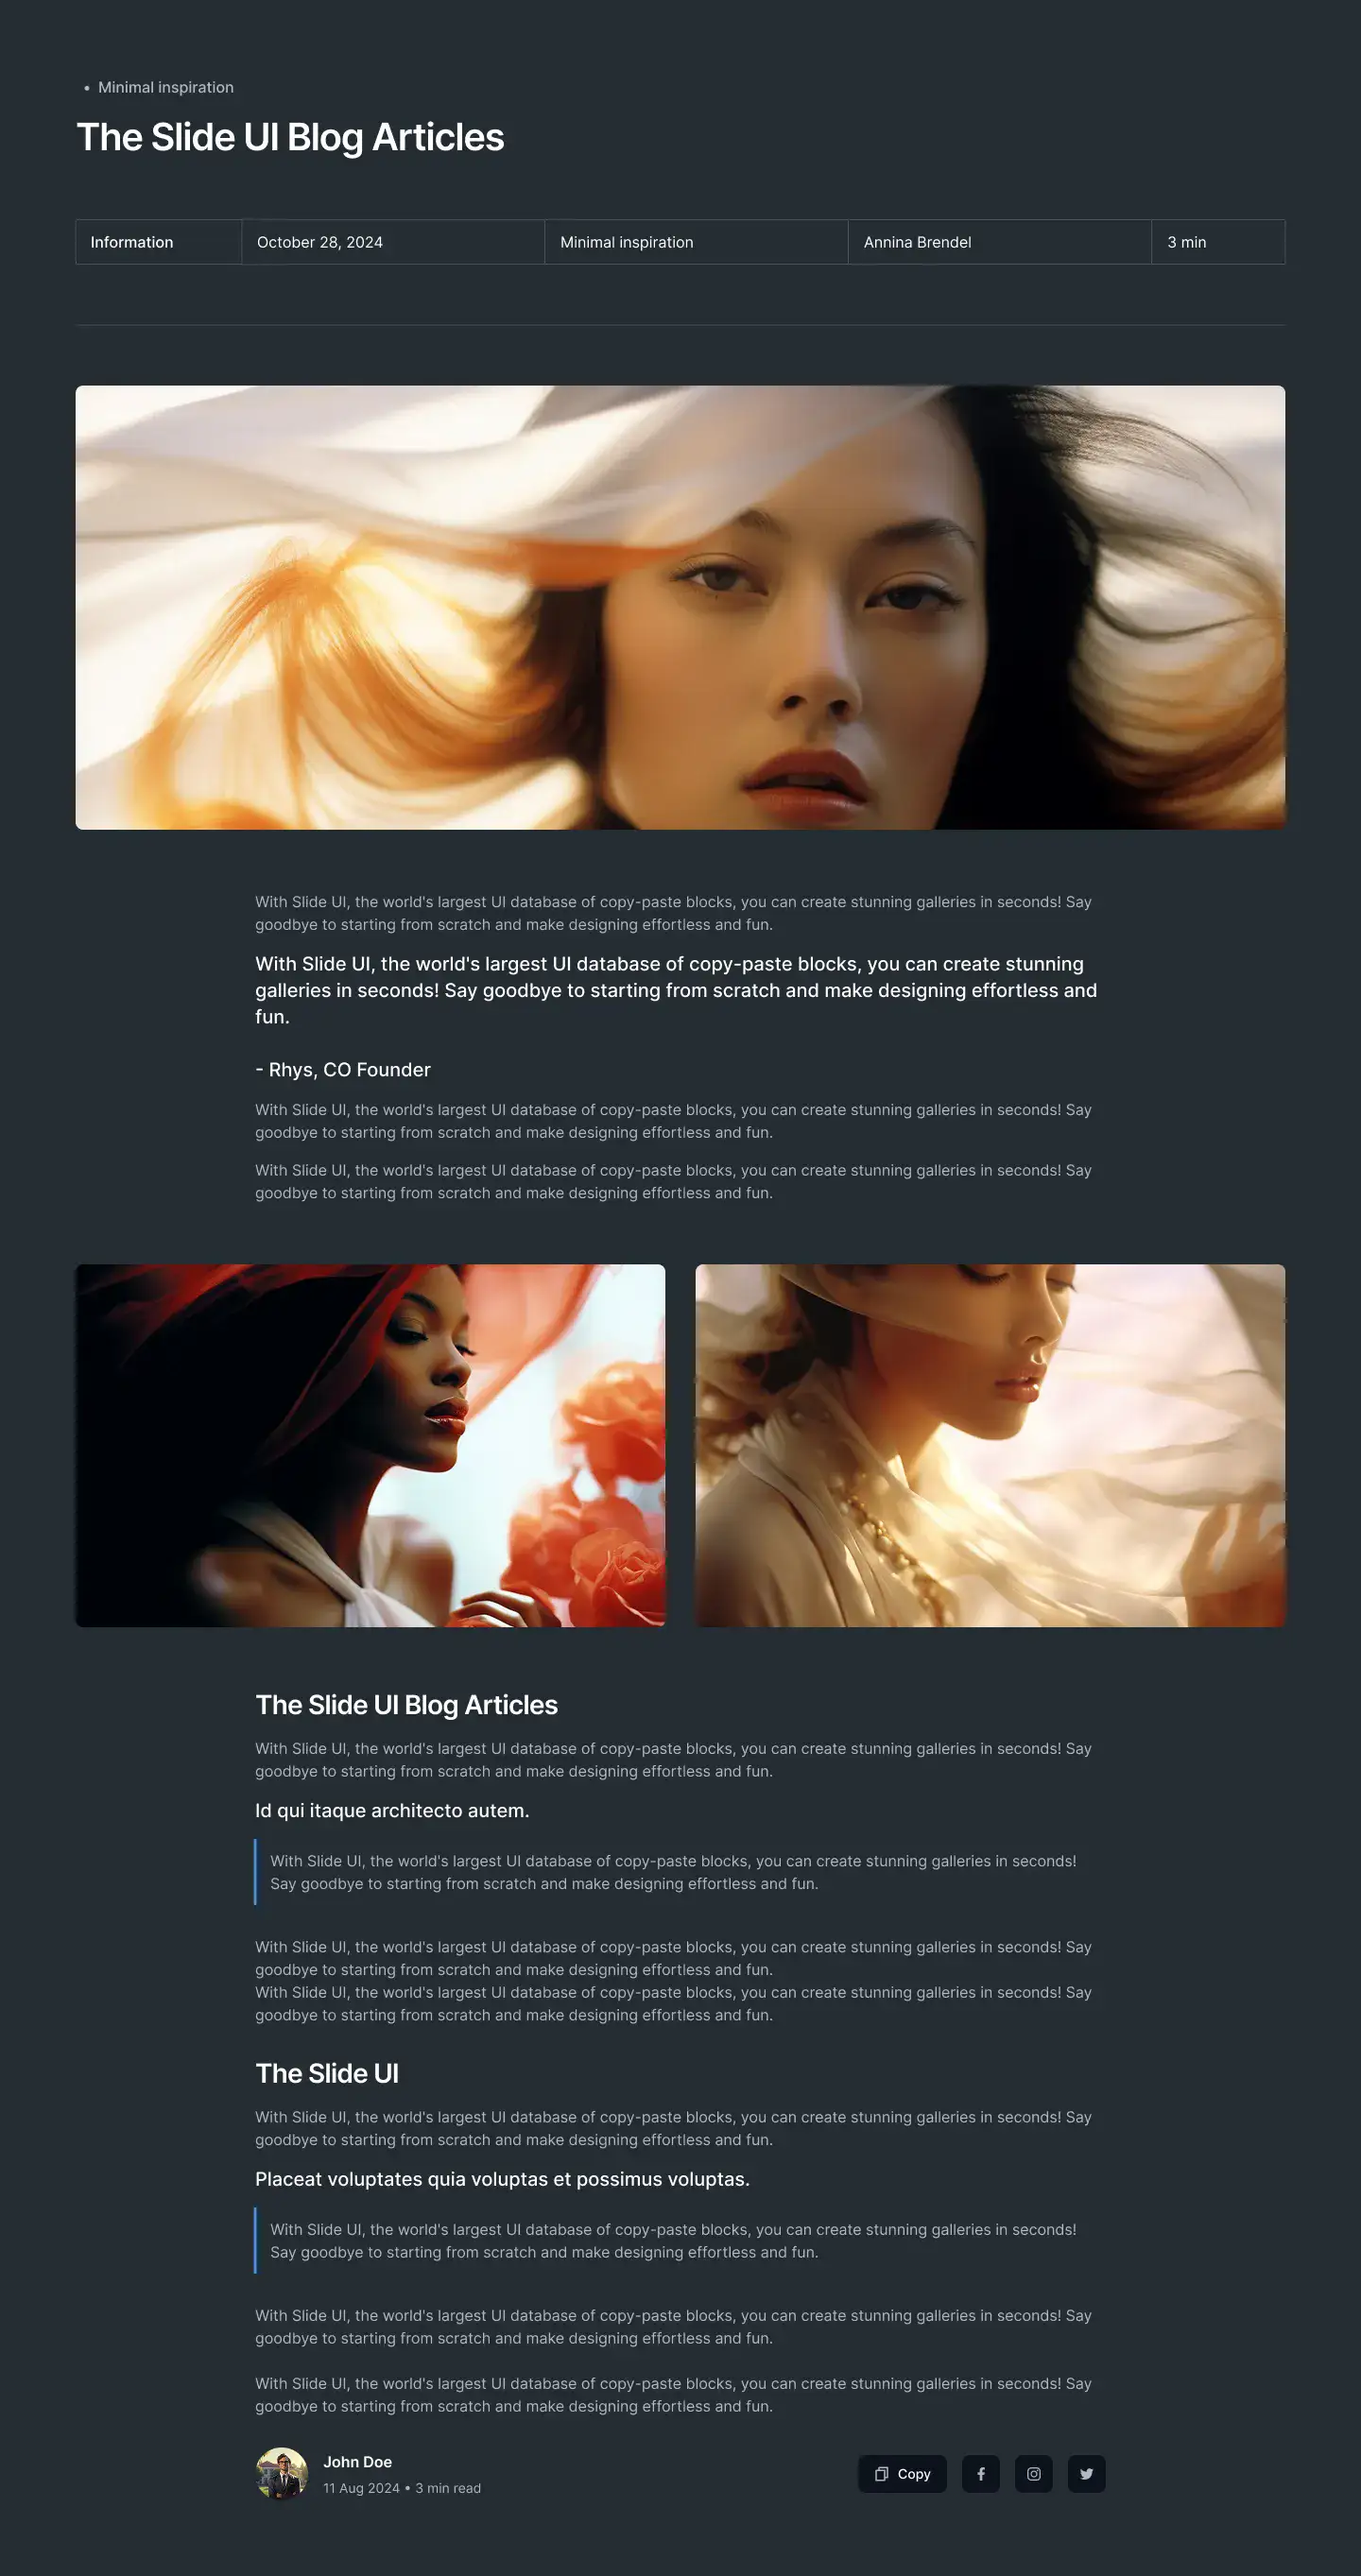 • Minimal inspiration
The Slide UI Blog Articles
Information October 28, 2024 Minimal inspiration Annina Brendel 3 min
With Slide UI, the world's largest UI database of copy-paste blocks, you can create stunning galleries in seconds! Say
goodbye to starting from scratch and make designing effortless and fun.
With Slide UI, the world's largest UI database of copy-paste blocks, you can create stunning
galleries in seconds! Say goodbye to starting from scratch and make designing effortless and
fun.
- Rhys, CO Founder
With Slide UI, the world's largest UI database of copy-paste blocks, you can create stunning galleries in seconds! Say
goodbye to starting from scratch and make designing effortless and fun.
With Slide UI, the world's largest UI database of copy-paste blocks, you can create stunning galleries in seconds! Say
goodbye to starting from scratch and make designing effortless and fun.
The Slide UI Blog Articles
With Slide UI, the world's largest UI database of copy-paste blocks, you can create stunning galleries in seconds! Say
goodbye to starting from scratch and make designing effortless and fun.
Id qui itaque architecto autem.
With Slide UI, the world's largest UI database of copy-paste blocks, you can create stunning galleries in seconds!
Say goodbye to starting from scratch and make designing effortless and fun.
With Slide UI, the world's largest UI database of copy-paste blocks, you can create stunning galleries in seconds! Say
goodbye to starting from scratch and make designing effortless and fun.
With Slide UI, the world's largest UI database of copy-paste blocks, you can create stunning galleries in seconds! Say
goodbye to starting from scratch and make designing effortless and fun.
The Slide UI
With Slide UI, the world's largest UI database of copy-paste blocks, you can create stunning galleries in seconds! Say
goodbye to starting from scratch and make designing effortless and fun.
Placeat voluptates quia voluptas et possimus voluptas.
With Slide UI, the world's largest UI database of copy-paste blocks, you can create stunning galleries in seconds!
Say goodbye to starting from scratch and make designing effortless and fun.
With Slide UI, the world's largest UI database of copy-paste blocks, you can create stunning galleries in seconds! Say
goodbye to starting from scratch and make designing effortless and fun.
With Slide UI, the world's largest UI database of copy-paste blocks, you can create stunning galleries in seconds! Say
goodbye to starting from scratch and make designing effortless and fun.
John Doe
11 Aug 2024 • 3 min read
Copy